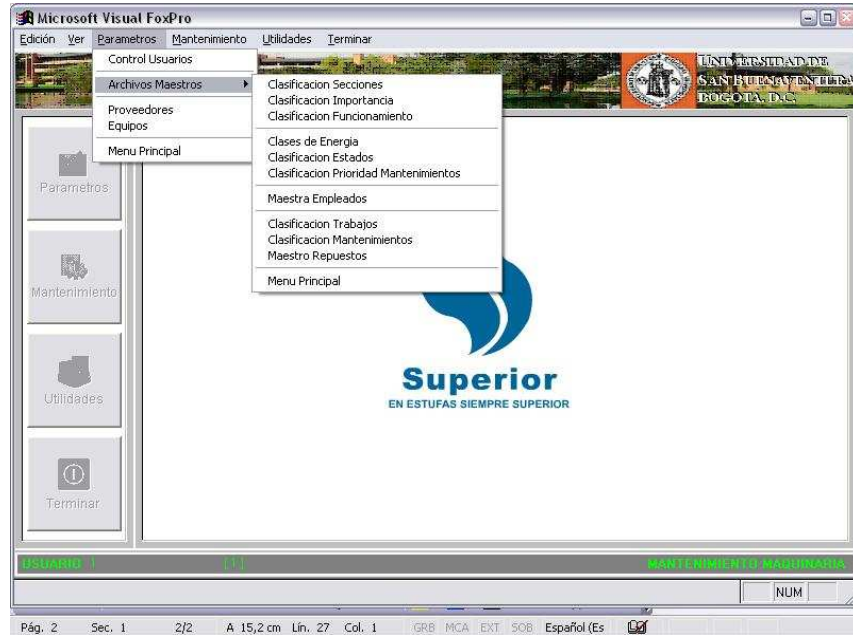 Microsoft Visual FoxPro
Edición Ver Parametros Mantenimiento Utilidades Terminar
UNIVERSIDAD DE
SAN BUENAVENTURA
BOGOTA, D.C.
Control Usuarios
Archivos Maestros
Proveedores
Equipos
Menu Principal
Clasificacion Secciones
Clasificacion Importancia
Clasificacion Funcionamiento
Clases de Energia
Clasificacion Estados
Clasificacion Prioridad Mantenimientos
Maestra Empleados
Clasificacion Trabajos
Clasificacion Mantenimientos
Maestro Repuestos
Menu Principal
Parametros
Mantenimiento
Utilidades
Terminar
Superior
EN ESTUFAS SIEMPRE SUPERIOR
USUARIO 1 [1] MANTENIMIENTO MAQUINARIA
NUM
Pág. 2 Sec. 1 2/2 A 15,2 cm Lín. 27 Col. 1 GRB MCA EXT SOB Español (Es